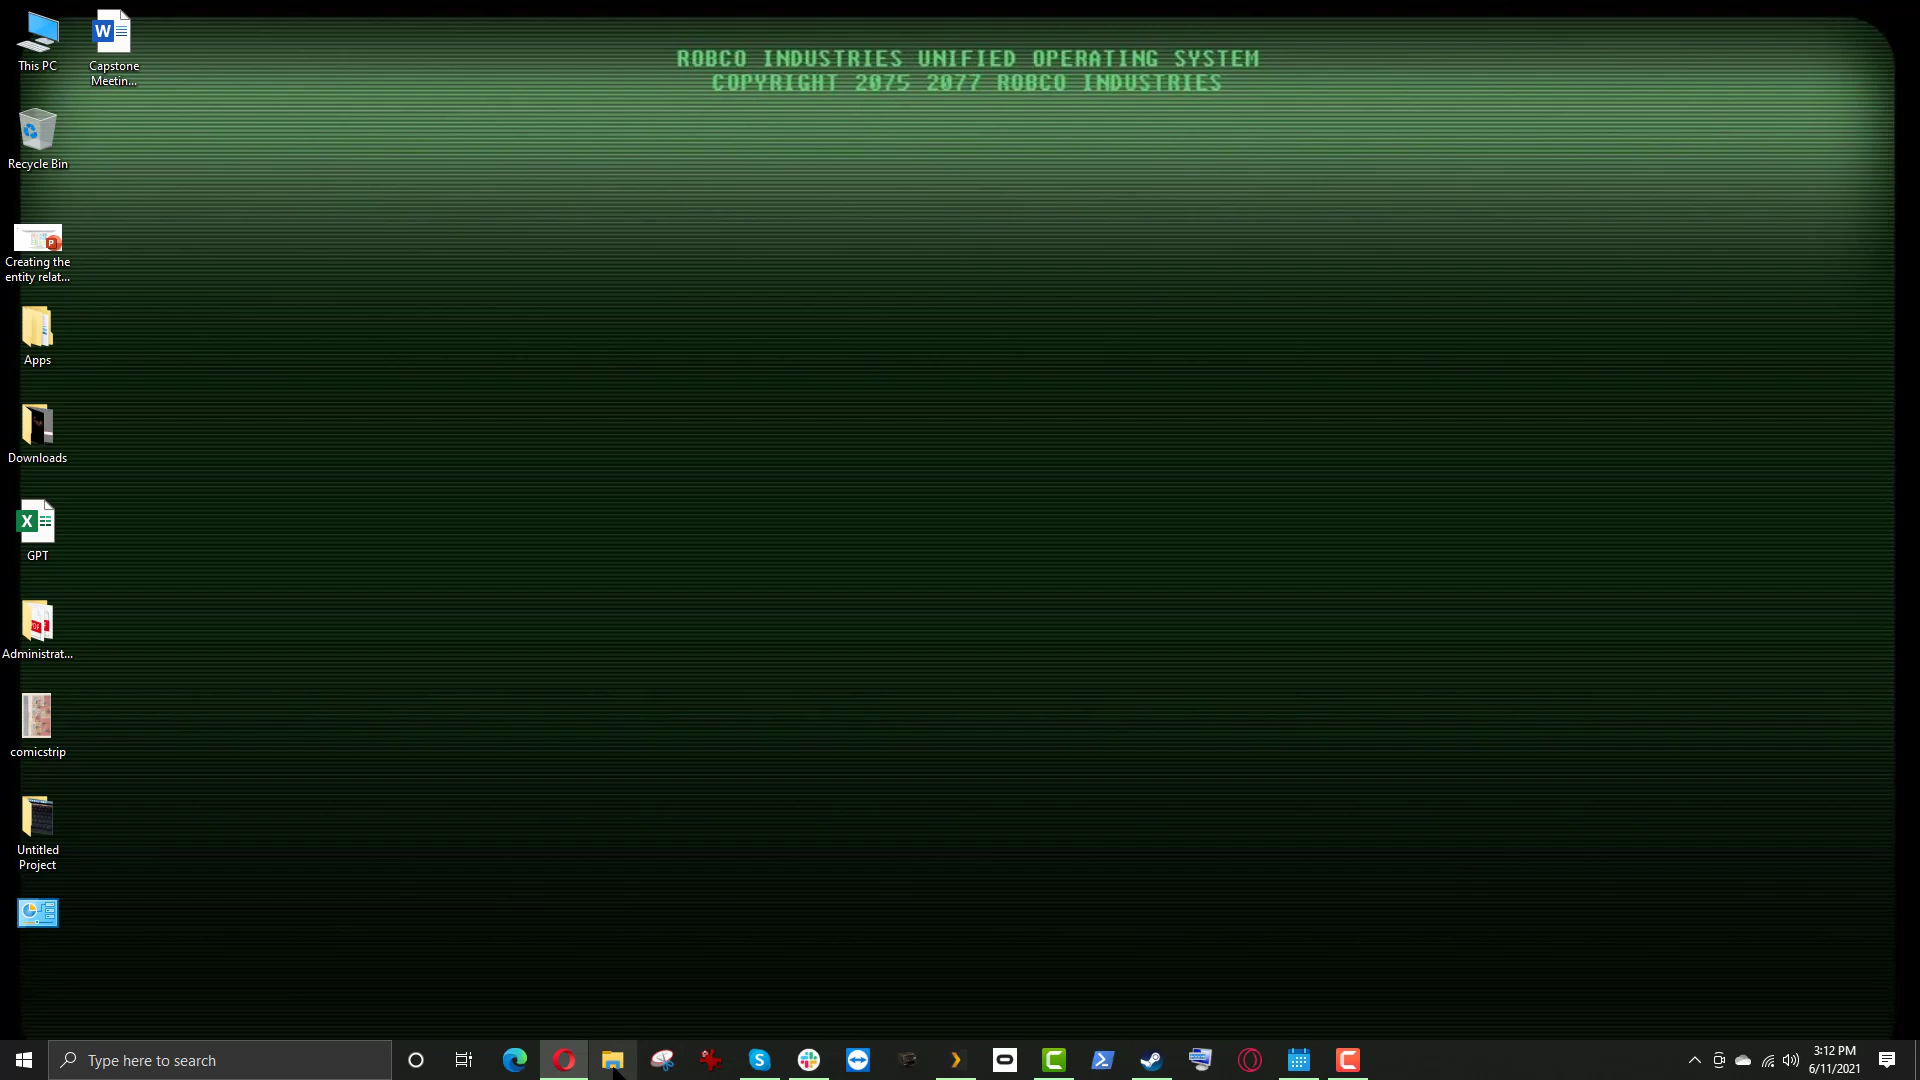 ROBCO INDUSTRIES UNIFIED OPERATING SYSTEM
COPYRIGHT 2075 2077 ROBCO INDUSTRIES
This PC
Capstone
Meetin...
Recycle Bin
Creating the
entity relat...
Apps
Downloads
GPT
Administrat...
comicstrip
Untitled
Project
Type here to search
3:12 PM
6/11/2021